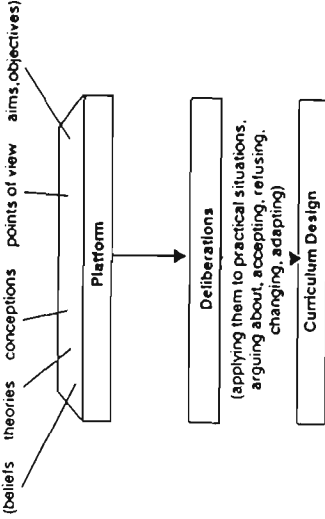 (beliefs theories conceptions points of view aims,objectives)
Platform
Deliberations
(applying them to practical situations,
arguing about, accepting, refusing,
changing, adapting)
Curriculum Design